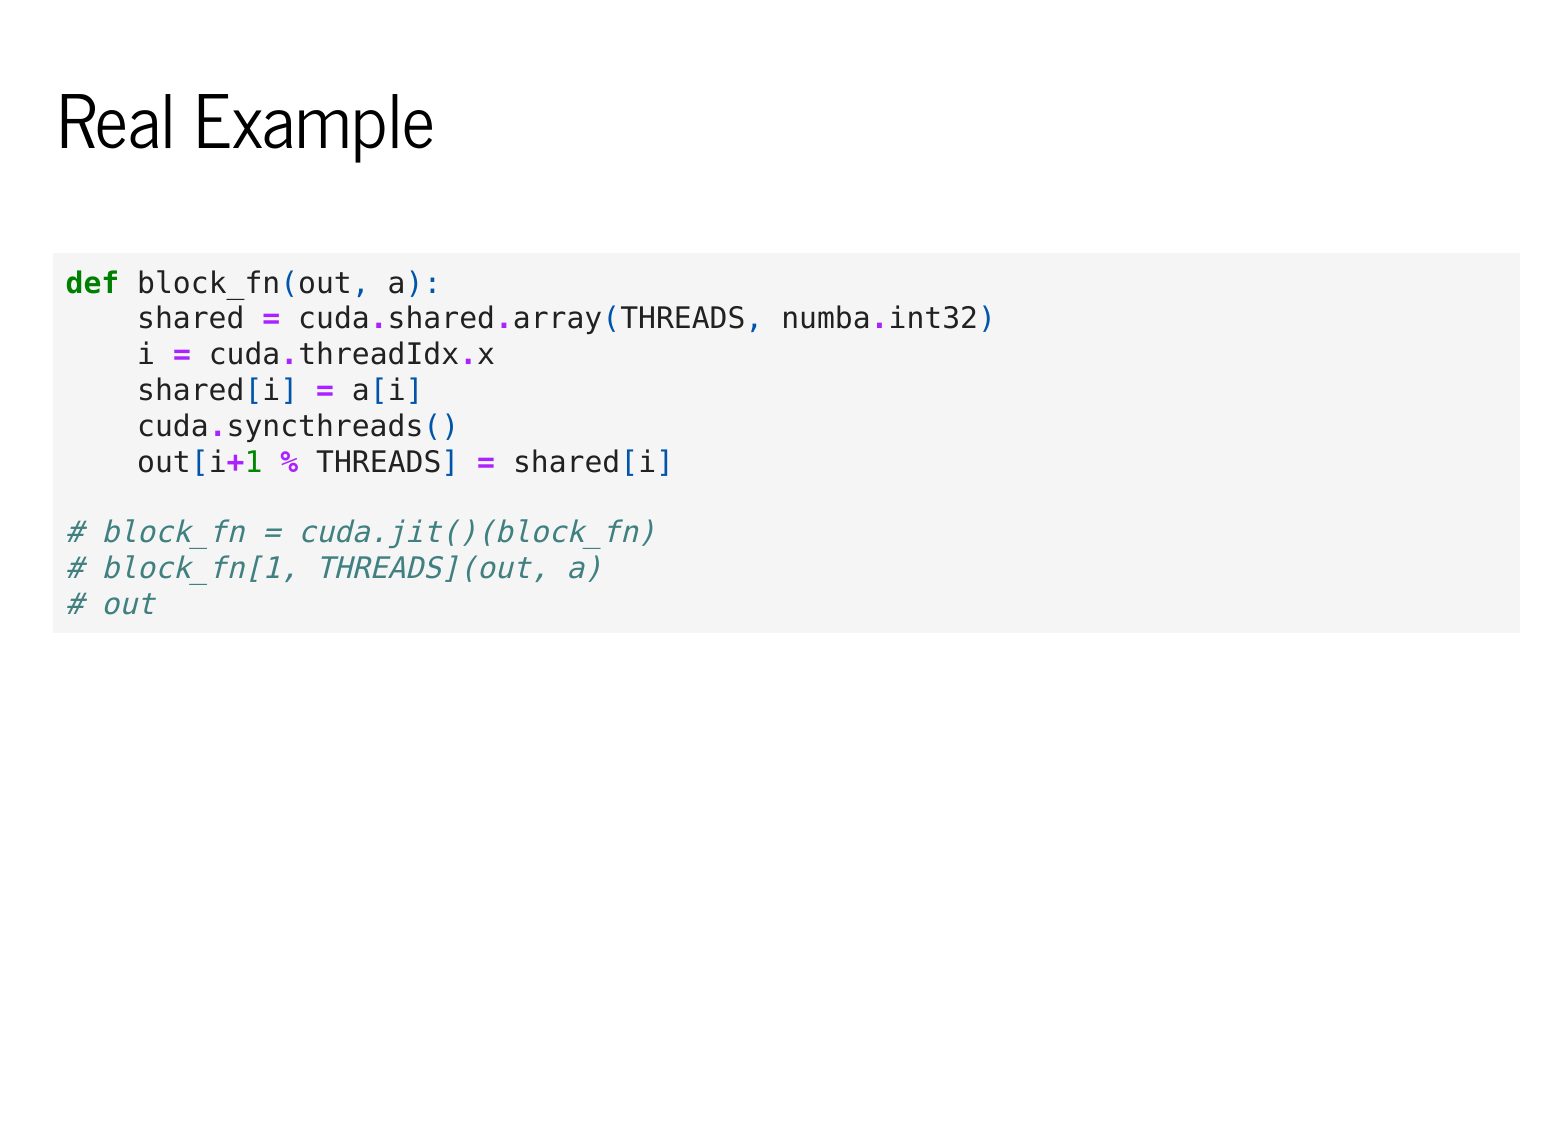 Real Example
def block_fn(out, a):
    shared = cuda.shared.array(THREADS, numba.int32)
    i = cuda.threadIdx.x
    shared[i] = a[i]
    cuda.syncthreads()
    out[i+1 % THREADS] = shared[i]

# block_fn = cuda.jit()(block_fn)
# block_fn[1, THREADS](out, a)
# out